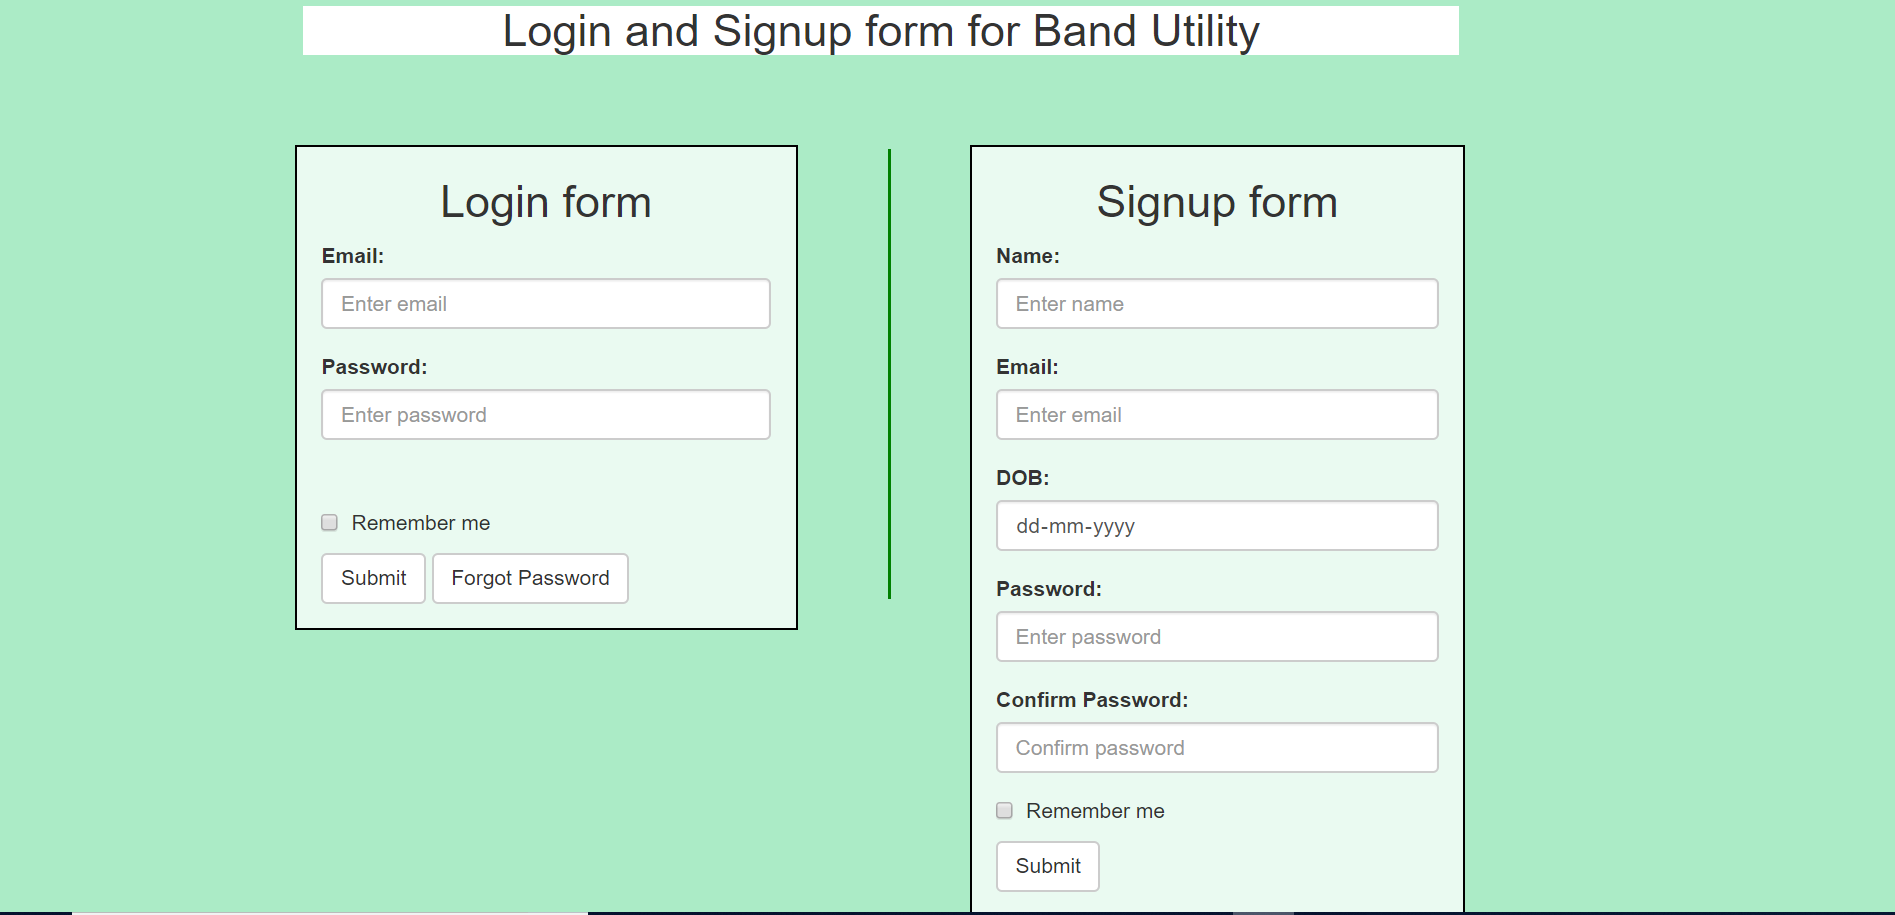 Login and Signup form for Band Utility
Login form
Email:
Enter email
Password:
Enter password
Remember me
Submit Forgot Password
Signup form
Name:
Enter name
Email:
Enter email
DOB:
dd-mm-yyyy
Password:
Enter password
Confirm Password:
Confirm password
Remember me
Submit